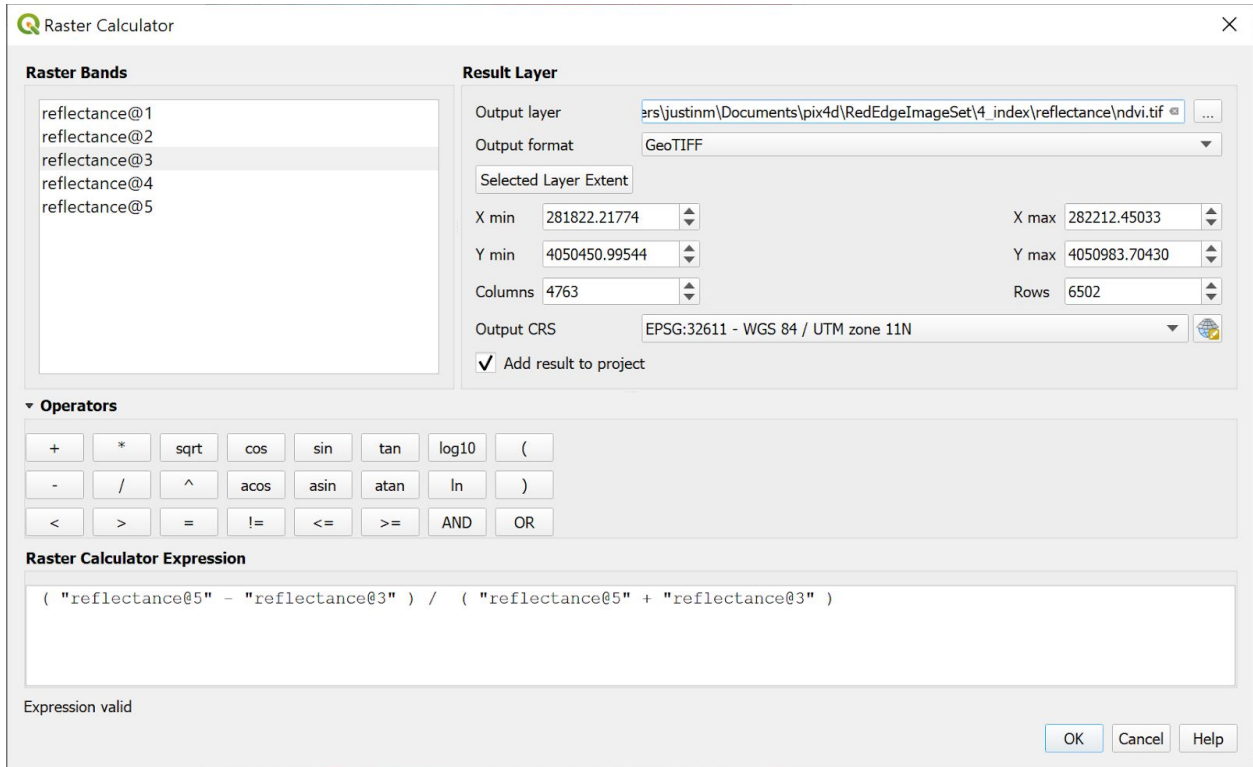 Raster Calculator
Raster Bands
reflectance@1
reflectance@2
reflectance@3
reflectance@4
reflectance@5
Result Layer
Output layer ers\justinm\Documents\pix4d\RedEdgeImageSet\4_index\reflectance\ndvi.tif ...
Output format GeoTIFF
Selected Layer Extent
X min 281822.21774 X max 282212.45033
Y min 4050450.99544 Y max 4050983.70430
Columns 4763 Rows 6502
Output CRS EPSG:32611 - WGS 84 / UTM zone 11N
Add result to project
Operators
+ * sqrt cos sin tan log10 (
- / ^ acos asin atan ln )
< > = != <= >= AND OR
Raster Calculator Expression
( "reflectance@5" - "reflectance@3" ) / ( "reflectance@5" + "reflectance@3" )
Expression valid
OK Cancel Help